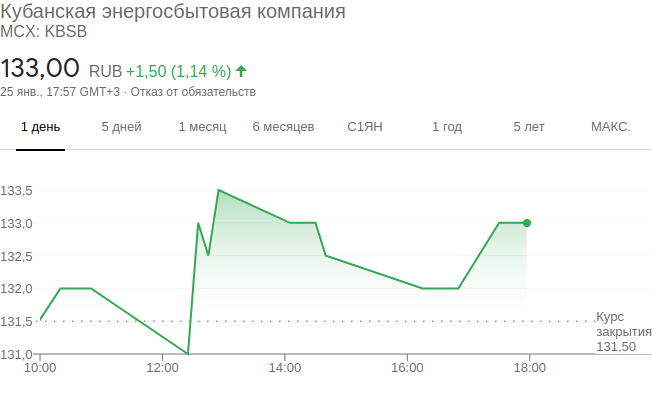 Кубанская энергосбытовая компания
MCX: KBSB
133,00 RUB +1,50 (1,14 %)
25 янв., 17:57 GMT+3 · Отказ от обязательств
1 день 5 дней 1 месяц 6 месяцев С1ЯН 1 год 5 лет МАКС.
133,5
133,0
132,5
132,0
131,5
Курс
закрытия
131,50
131,0
10:00 12:00 14:00 16:00 18:00